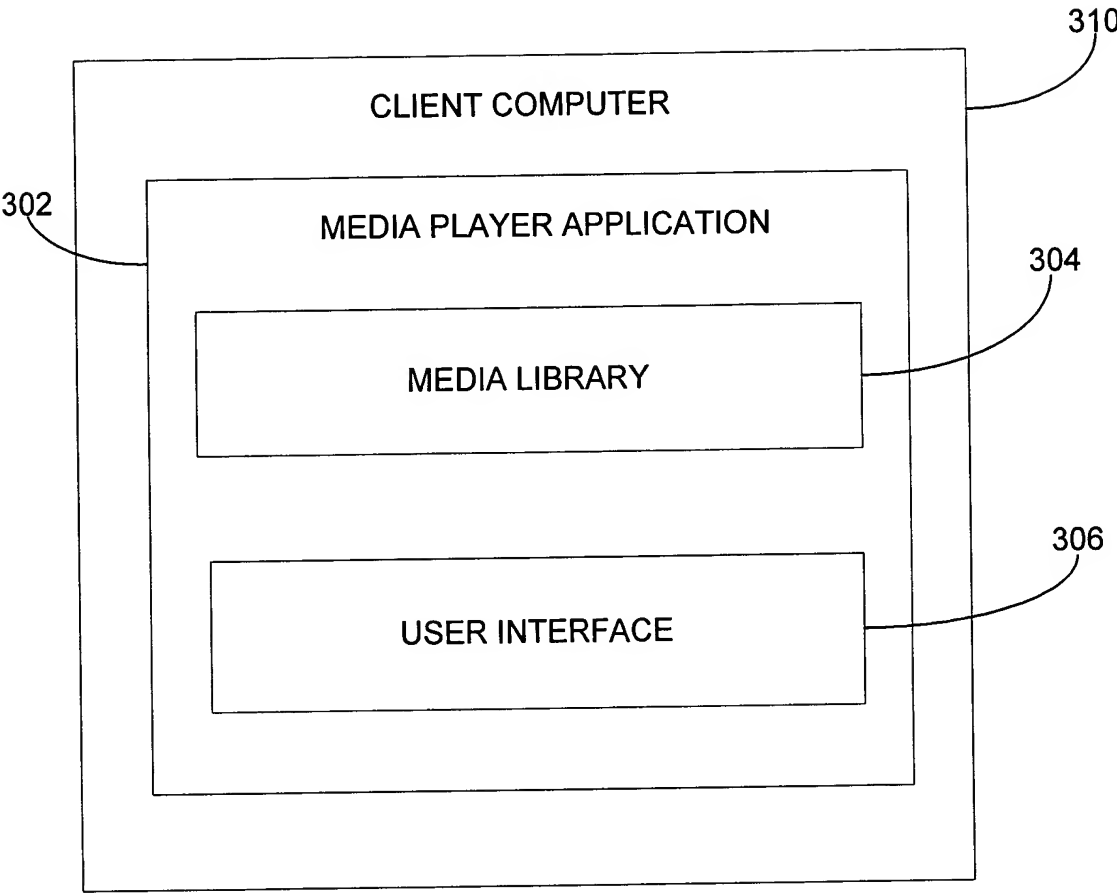 310
CLIENT COMPUTER
302
MEDIA PLAYER APPLICATION
304
MEDIA LIBRARY
306
USER INTERFACE